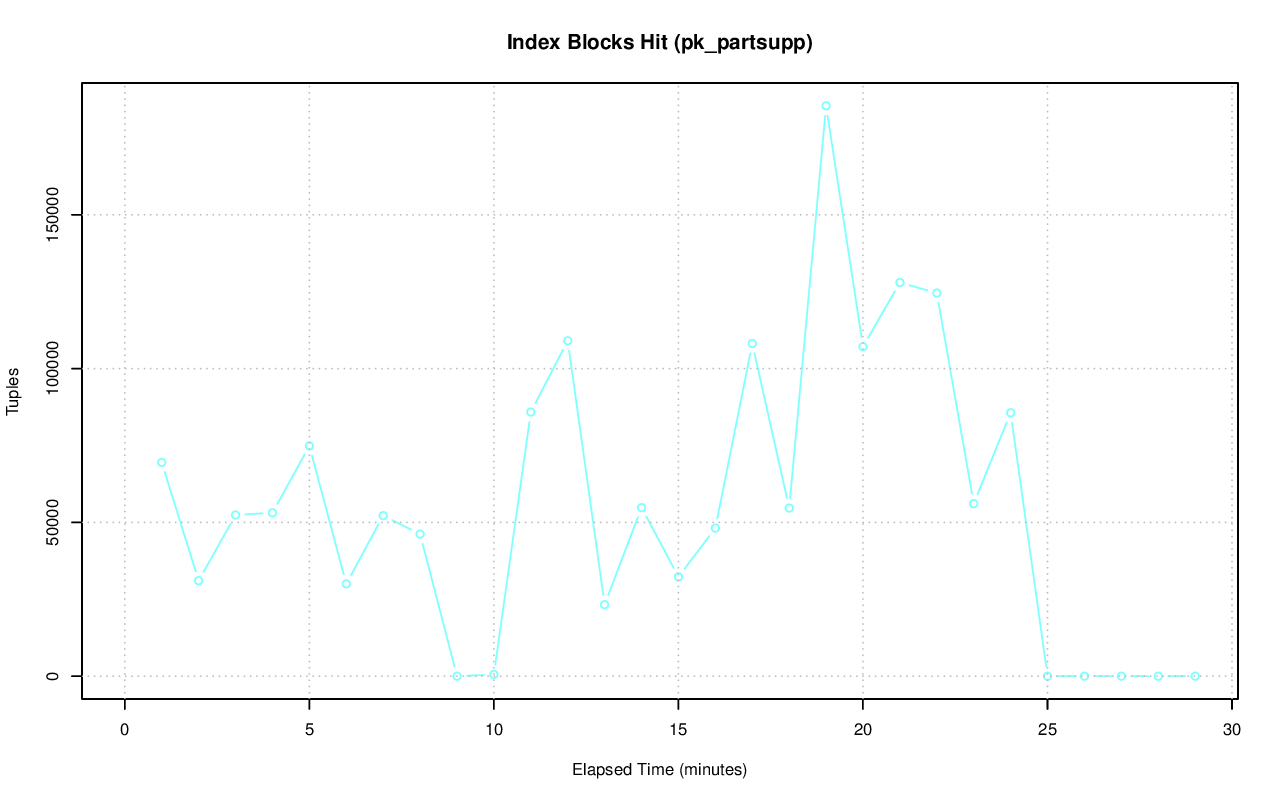 Index Blocks Hit (pk_partsupp)
Tuples
150000
100000
50000
0
0 5 10 15 20 25 30
Elapsed Time (minutes)